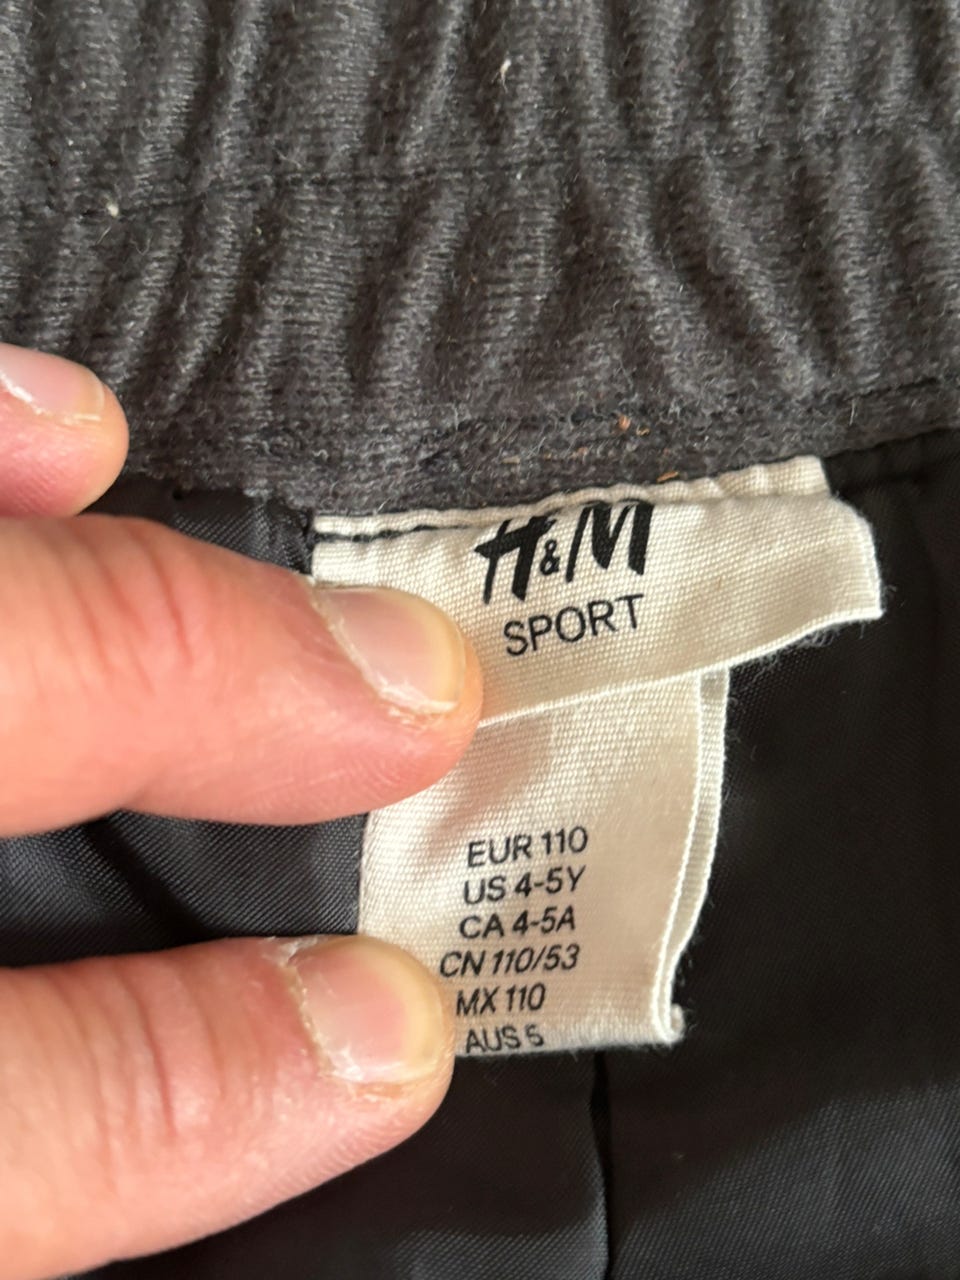 H&M
SPORT
EUR 110
US 4-5Y
CA 4-5A
CN 110/53
MX 110
AUS 5